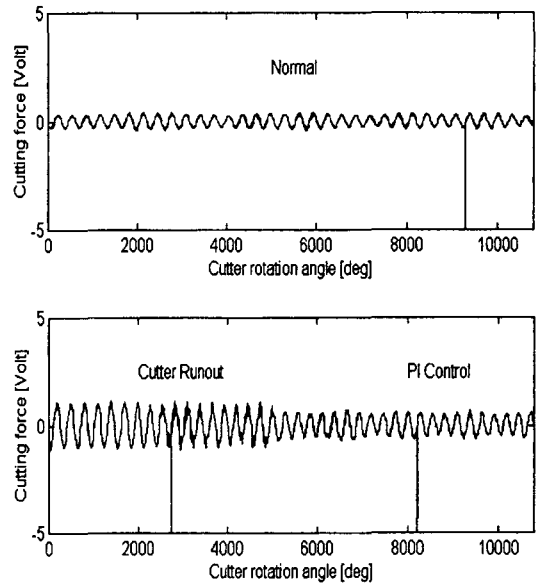 5
Normal
Cutting force [Volt]
0
-5
0 2000 4000 6000 8000 10000
Cutter rotation angle [deg]
5
Cutter Runout PI Control
Cutting force [Volt]
0
-5
0 2000 4000 6000 8000 10000
Cutter rotation angle [deg]